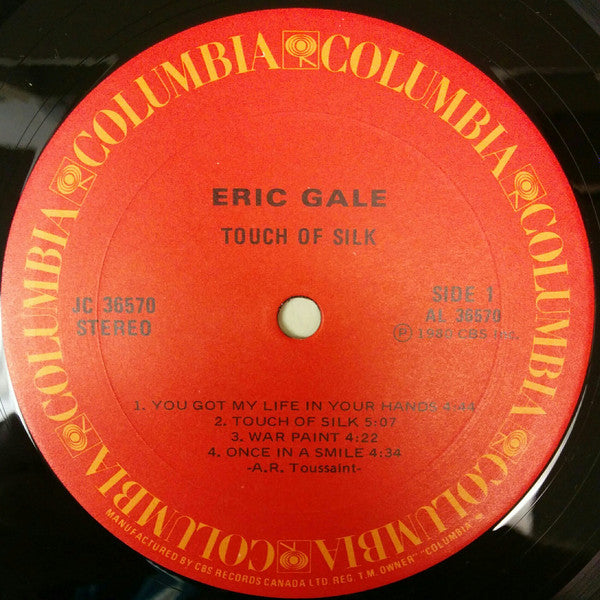 COLUMBIA COLUMBIA COLUMBIA COLUMBIA COLUMBIA COLUMBIA
ERIC GALE
TOUCH OF SILK
JC 36570
STEREO
SIDE 1
AL 36570
Ⓟ 1980 CBS Inc.
1. YOU GOT MY LIFE IN YOUR HANDS 4:44
2. TOUCH OF SILK 5:07
3. WAR PAINT 4:22
4. ONCE IN A SMILE 4:34
-A.R. Toussaint-
MANUFACTURED BY CBS RECORDS CANADA LTD. REG. T.M. OWNER "COLUMBIA"